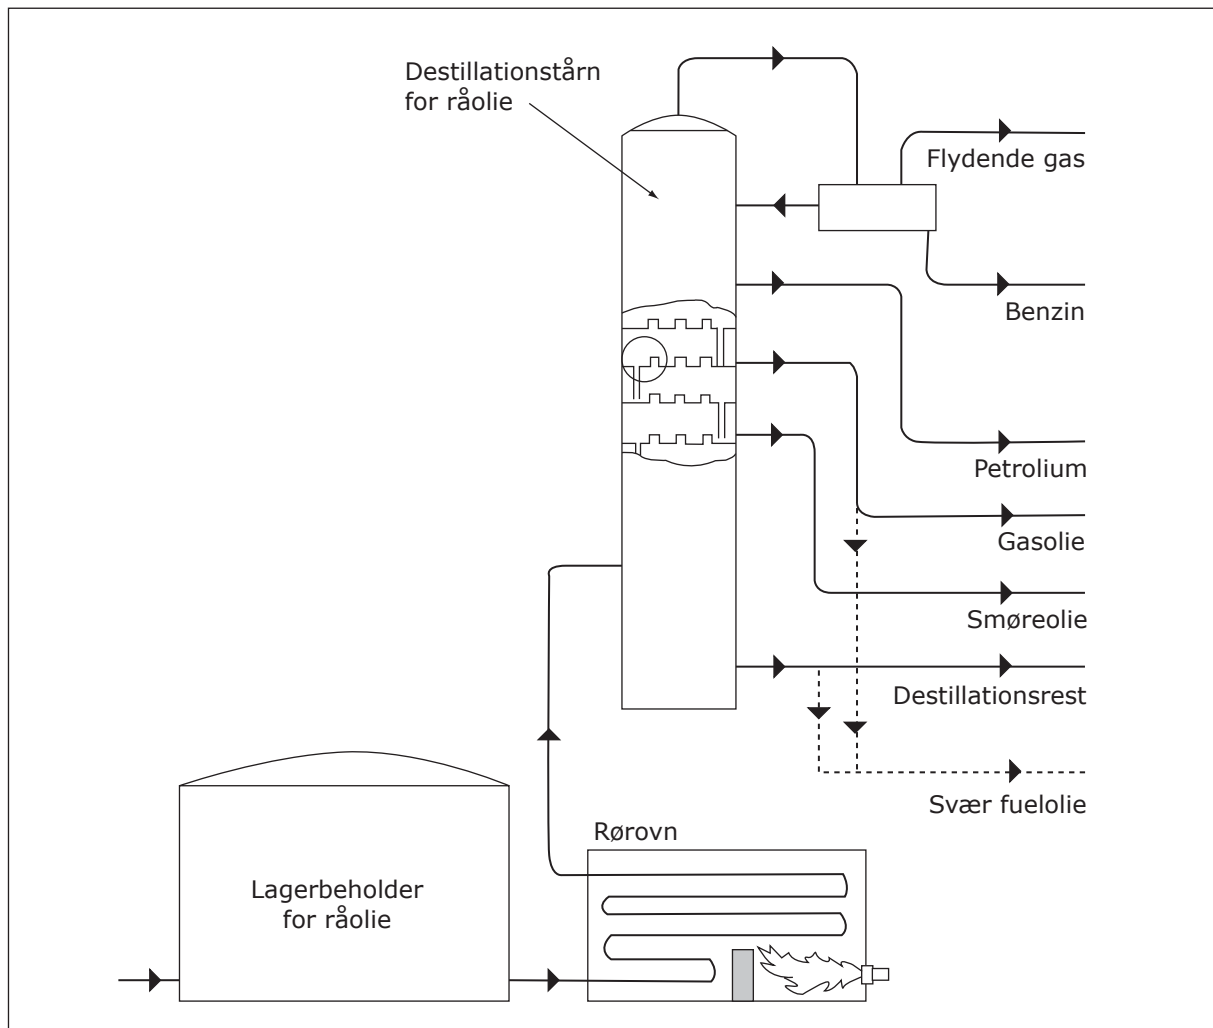 Destillationstårn
for råolie
Flydende gas
Benzin
Petrolium
Gasolie
Smøreolie
Destillationsrest
Svær fuelolie
Rørovn
Lagerbeholder
for råolie